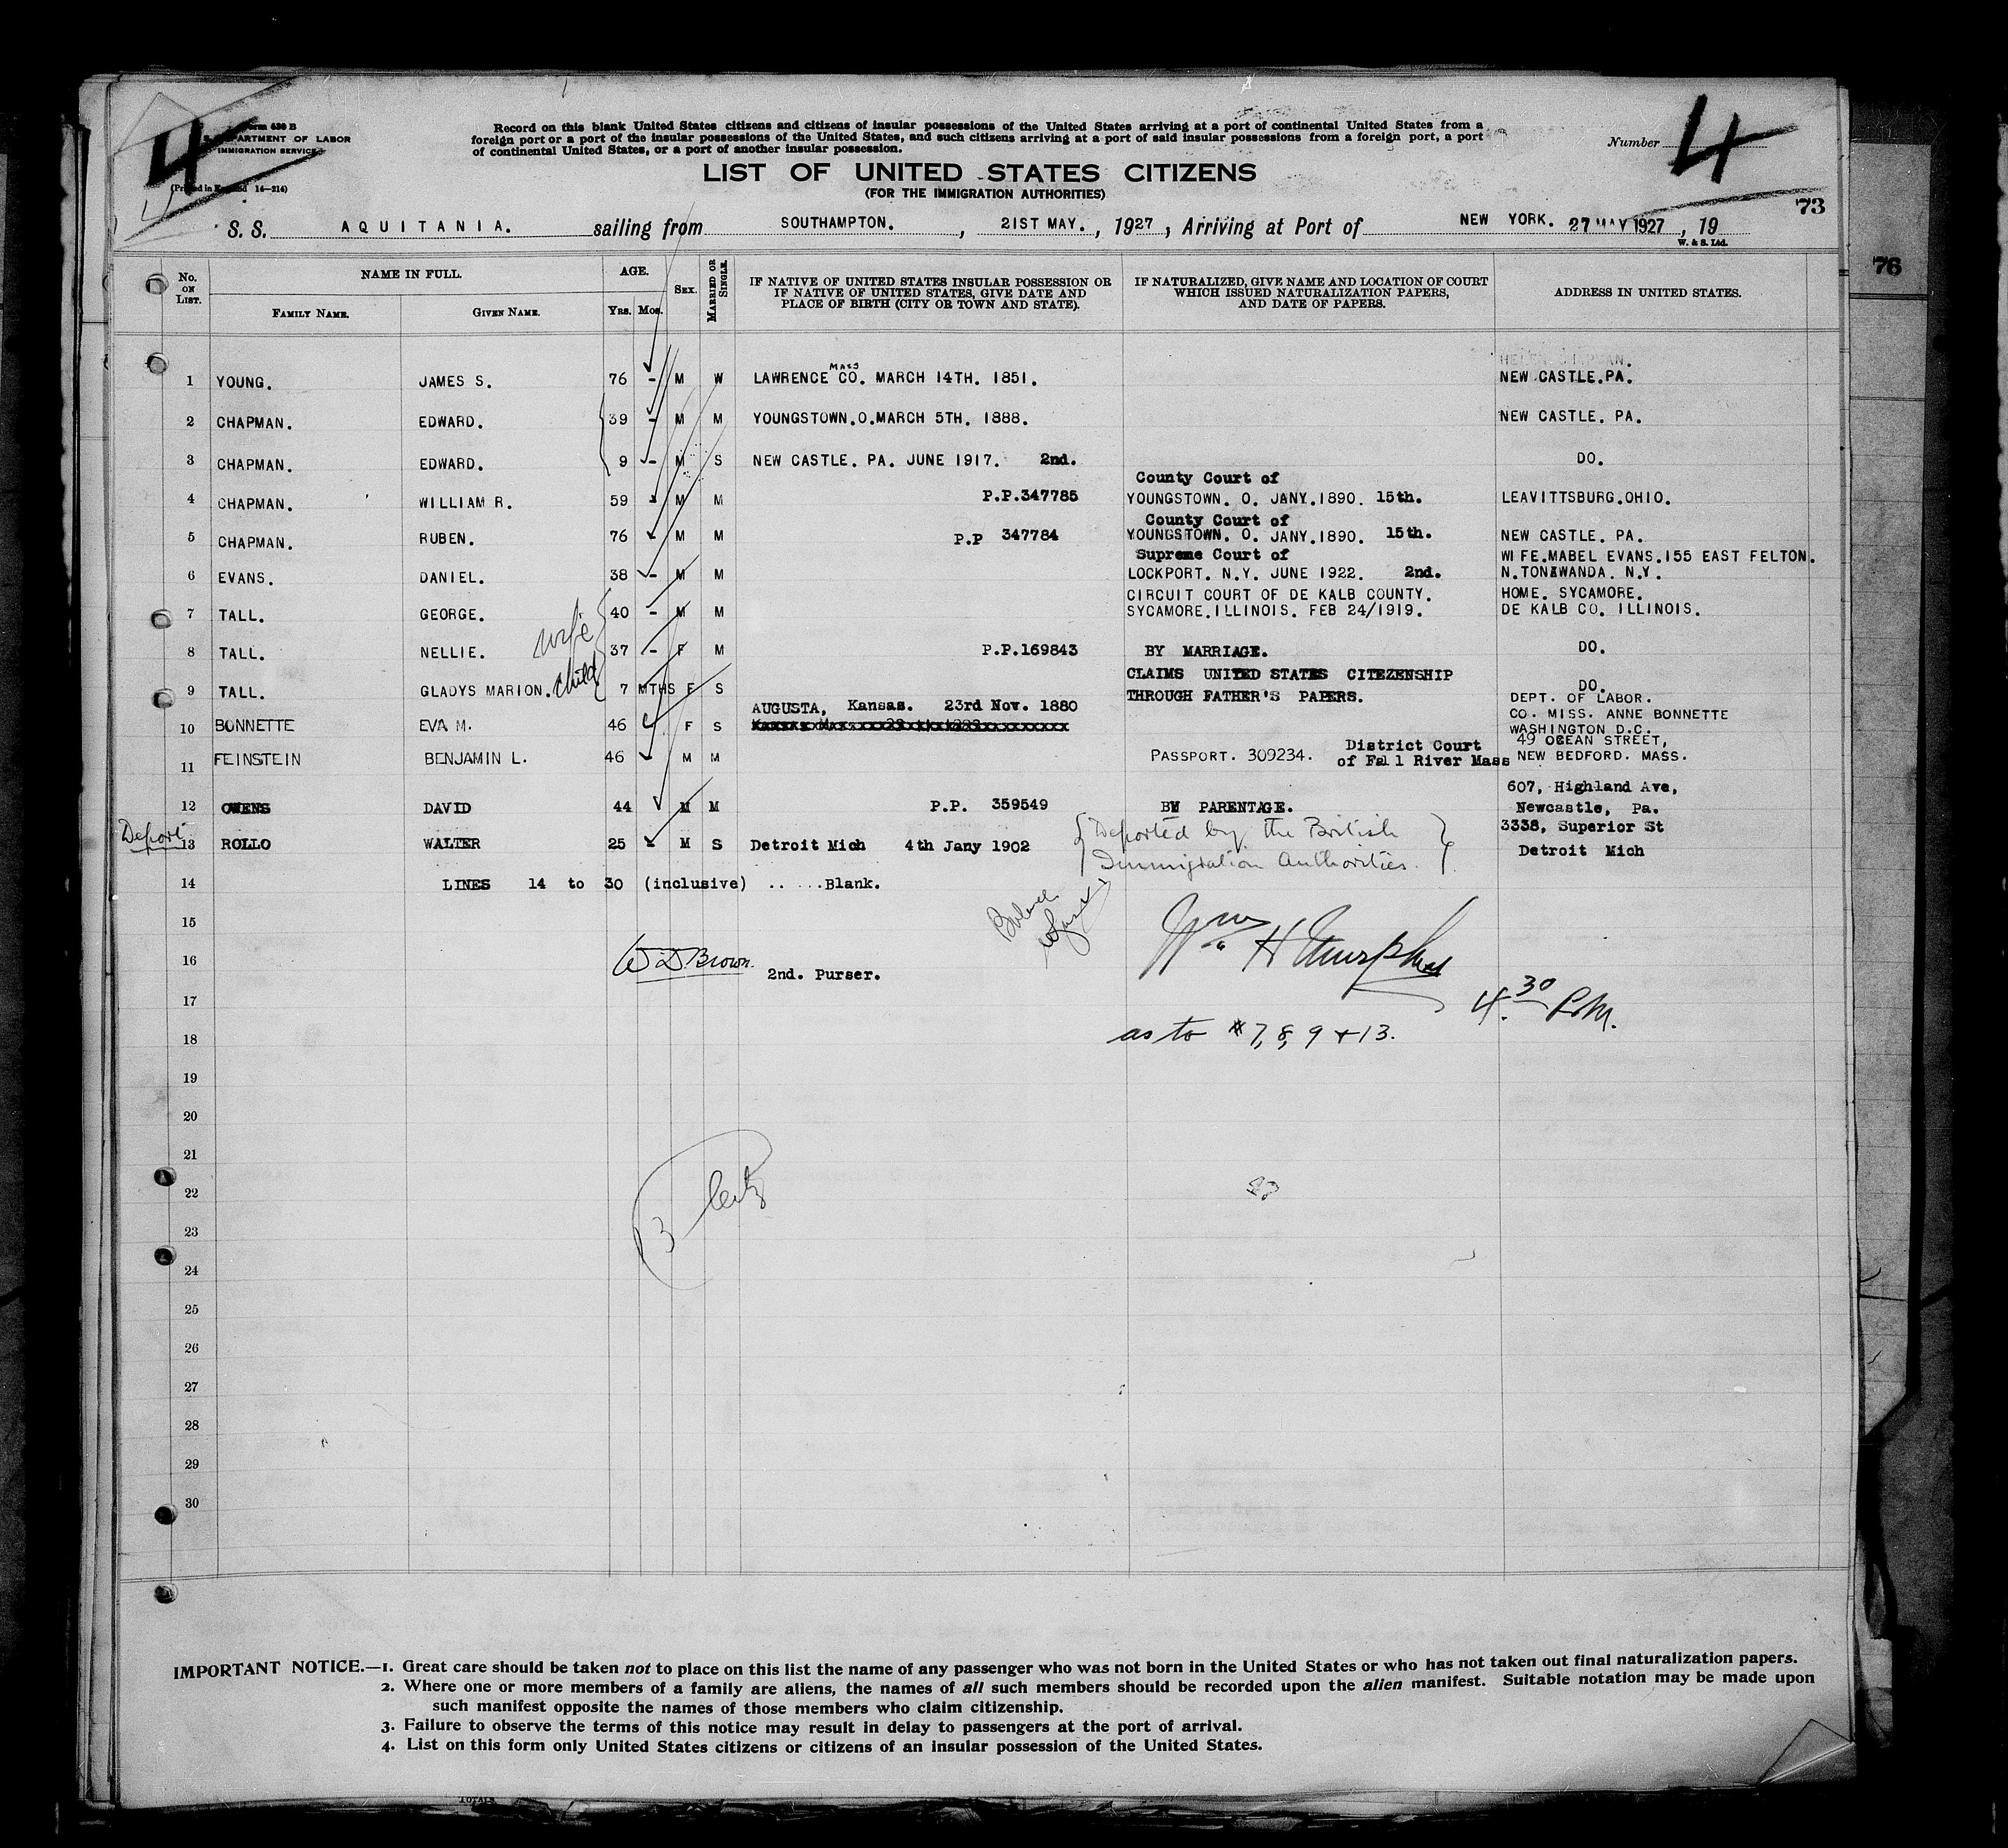 4
Form 630 B
U.S. DEPARTMENT OF LABOR
IMMIGRATION SERVICE
(Printed in England 14—214)
Record on this blank United States citizens and citizens of insular possessions of the United States arriving at a port of continental United States from a
foreign port or a port of the insular possessions of the United States, and such citizens arriving at a port of said insular possessions from a foreign port, a port
of continental United States, or a port of another insular possession.
Number 4
LIST OF UNITED STATES CITIZENS
(FOR THE IMMIGRATION AUTHORITIES)
73
76
S. S. AQUITANIA. sailing from SOUTHAMPTON. , 21ST MAY. , 1927 , Arriving at Port of NEW YORK. 27 MAY 1927 , 19
W. & S. Ltd.
No. ON LIST. NAME IN FULL. AGE. SEX. MARRIED OR SINGLE. IF NATIVE OF UNITED STATES INSULAR POSSESSION OR IF NATIVE OF UNITED STATES, GIVE DATE AND PLACE OF BIRTH (CITY OR TOWN AND STATE). IF NATURALIZED, GIVE NAME AND LOCATION OF COURT WHICH ISSUED NATURALIZATION PAPERS, AND DATE OF PAPERS. ADDRESS IN UNITED STATES.
FAMILY NAME. GIVEN NAME. YRS. MOS.
MASS
1 YOUNG. JAMES S. 76 - M W LAWRENCE CO. MARCH 14TH. 1851. NEW CASTLE.PA.
2 CHAPMAN. EDWARD. 39 - M M YOUNGSTOWN.O.MARCH 5TH. 1888. NEW CASTLE. PA.
3 CHAPMAN. EDWARD. 9 - M S NEW CASTLE. PA. JUNE 1917. 2nd. DO.
County Court of
4 CHAPMAN. WILLIAM R. 59 - M M P.P.347785 YOUNGSTOWN. O. JANY.1890. 15th. LEAVITTSBURG.OHIO.
County Court of
5 CHAPMAN. RUBEN. 76 - M M P.P 347784 YOUNGSTOWN. O. JANY.1890. 15th. NEW CASTLE. PA.
Supreme Court of WIFE.MABEL EVANS.155 EAST FELTON.
6 EVANS. DANIEL. 38 - M M LOCKPORT. N.Y. JUNE 1922. 2nd. N.TONAWANDA. N.Y.
CIRCUIT COURT OF DE KALB COUNTY. HOME. SYCAMORE.
7 TALL. GEORGE. 40 - M M SYCAMORE.ILLINOIS. FEB 24/1919. DE KALB CO. ILLINOIS.
8 TALL. NELLIE. wife 37 - F M P.P.169843 BY MARRIAGE. DO.
CLAIMS UNITED STATES CITEZENSHIP
9 TALL. GLADYS MARION. child 7 MTHS F S THROUGH FATHER'S PAPERS. DO.
AUGUSTA, Kansas. 23rd Nov. 1880 DEPT. OF LABOR.
CO. MISS. ANNE BONNETTE
10 BONNETTE EVA M. 46 F S WASHINGTON D.C.
District Court 49 OCEAN STREET,
11 FEINSTEIN BENJAMIN L. 46 M M PASSPORT. 309234. of Fall River Mass NEW BEDFORD. MASS.
607, Highland Ave,
12 OWENS DAVID 44 M M P.P. 359549 BY PARENTAGE. Newcastle, Pa.
Deport Deported by the British 3338, Superior St
13 ROLLO WALTER 25 M S Detroit Mich 4th Jany 1902 Immigration Authorities. Detroit Mich
14 LINES 14 to 30 (inclusive) .. ...Blank.
15
Wm H Murphy
16 W D Brown. 2nd. Purser.
17 4.30 P.M.
18 as to # 7, 8, 9 + 13.
19
20
21
22
23
24
25
26
27
28
29
30
IMPORTANT NOTICE.—1. Great care should be taken not to place on this list the name of any passenger who was not born in the United States or who has not taken out final naturalization papers.
2. Where one or more members of a family are aliens, the names of all such members should be recorded upon the alien manifest. Suitable notation may be made upon
such manifest opposite the names of those members who claim citizenship.
3. Failure to observe the terms of this notice may result in delay to passengers at the port of arrival.
4. List on this form only United States citizens or citizens of an insular possession of the United States.
TOTALS